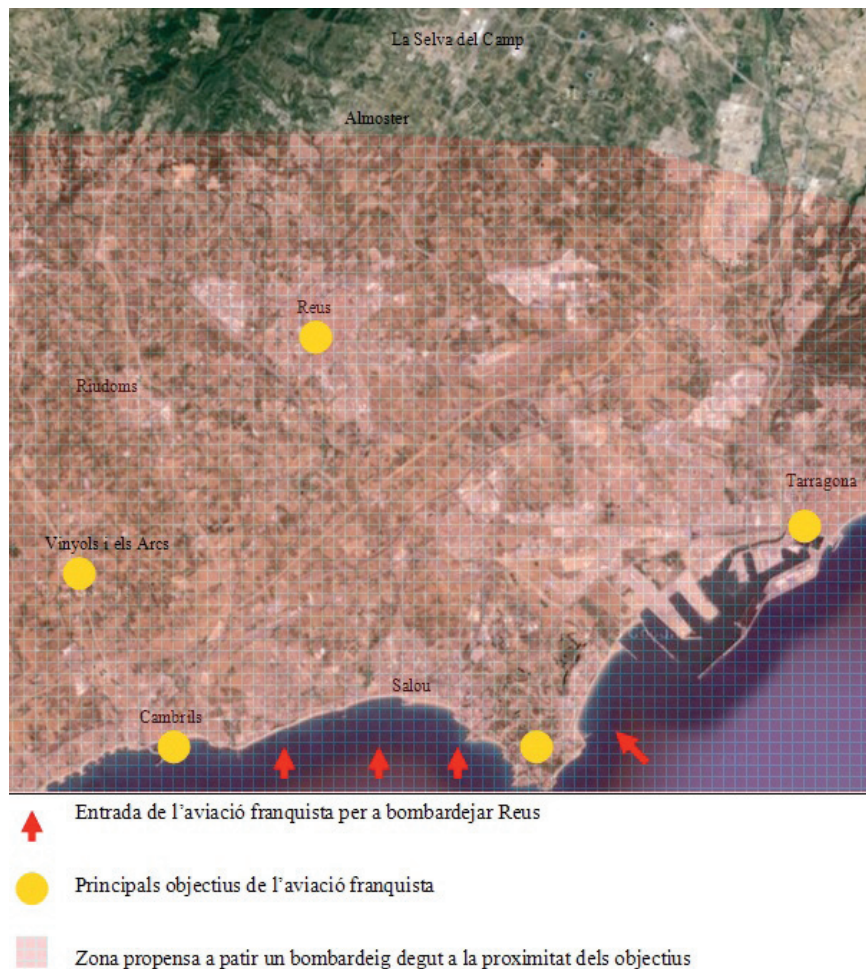 La Selva del Camp
Almoster
Reus
Riudoms
Tarragona
Vinyols i els Arcs
Salou
Cambrils
Entrada de l’aviació franquista per a bombardejar Reus
Principals objectius de l’aviació franquista
Zona propensa a patir un bombardeig degut a la proximitat dels objectius